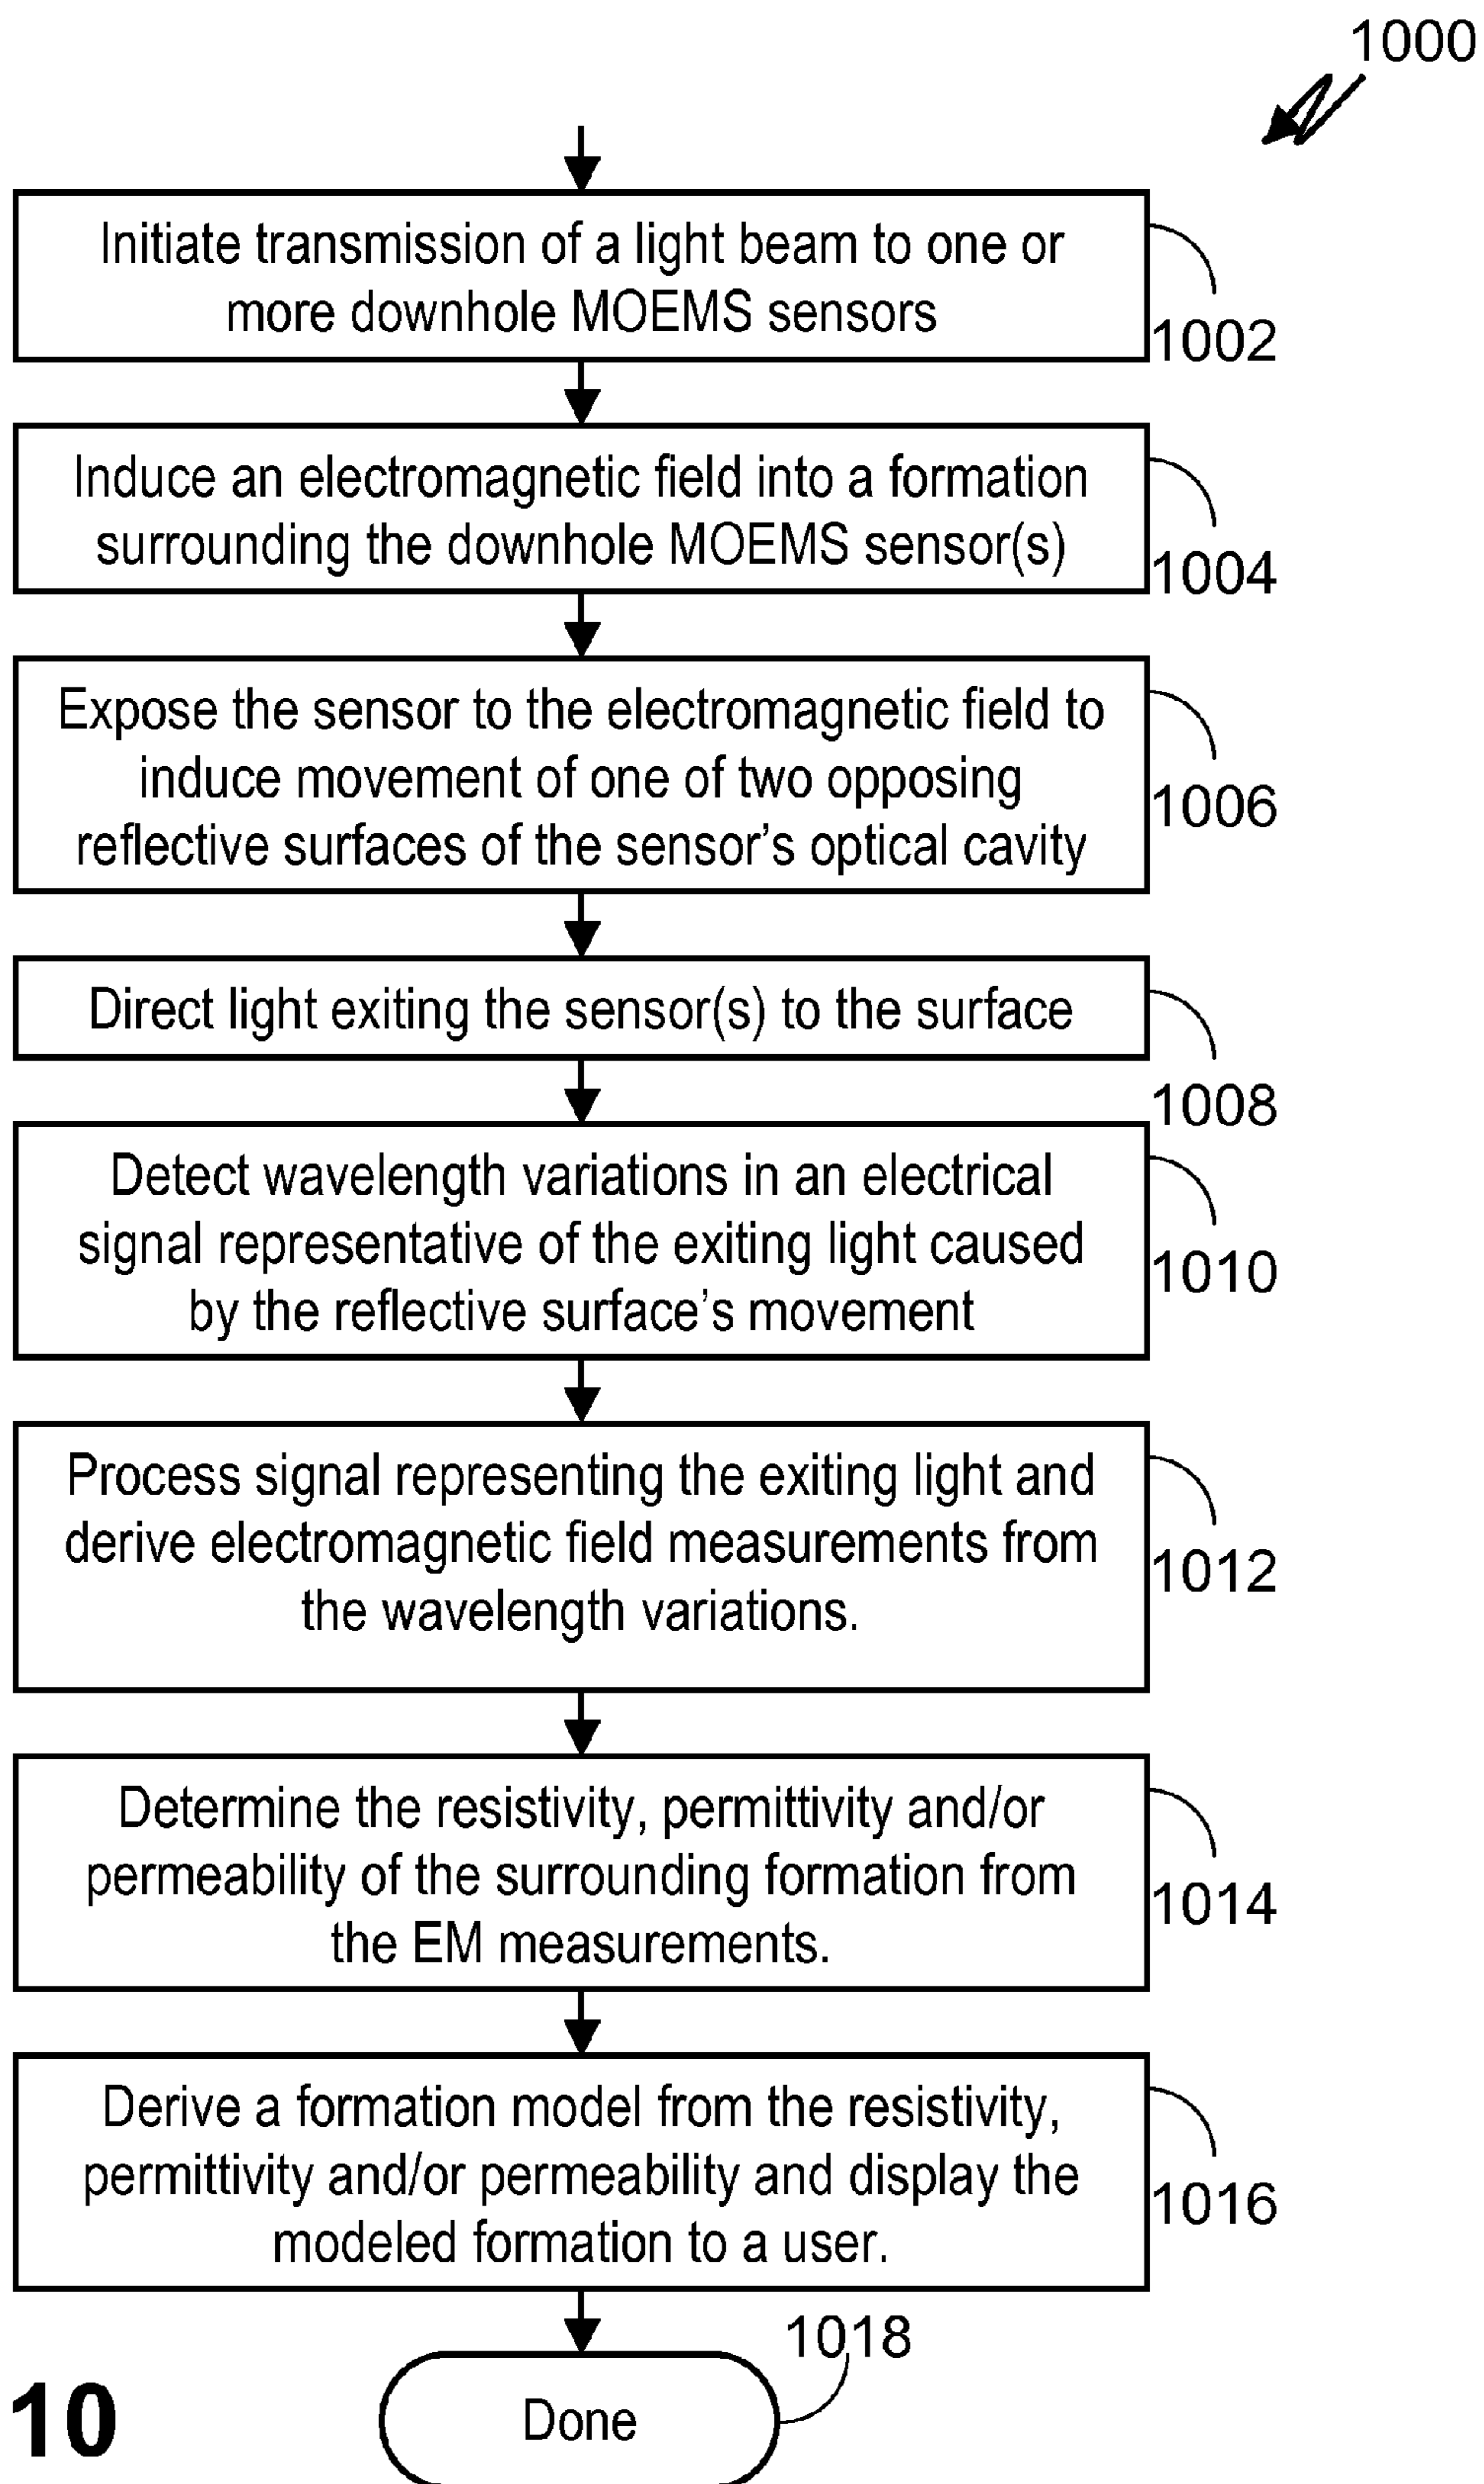 1000
Initiate transmission of a light beam to one or
more downhole MOEMS sensors
1002
Induce an electromagnetic field into a formation
surrounding the downhole MOEMS sensor(s)
1004
Expose the sensor to the electromagnetic field to
induce movement of one of two opposing
reflective surfaces of the sensor’s optical cavity
1006
Direct light exiting the sensor(s) to the surface
1008
Detect wavelength variations in an electrical
signal representative of the exiting light caused
by the reflective surface’s movement
1010
Process signal representing the exiting light and
derive electromagnetic field measurements from
the wavelength variations.
1012
Determine the resistivity, permittivity and/or
permeability of the surrounding formation from
the EM measurements.
1014
Derive a formation model from the resistivity,
permittivity and/or permeability and display the
modeled formation to a user.
1016
1018
Done
10